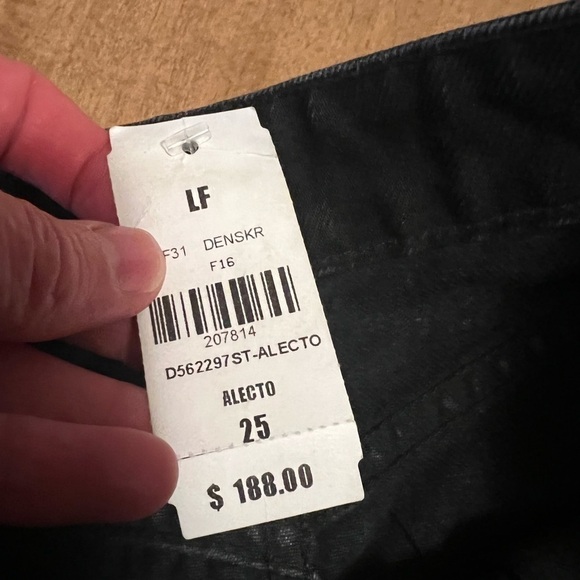 LF
F31 DENSKR
F16
207814
D562297ST-ALECTO
ALECTO
25
$ 188.00